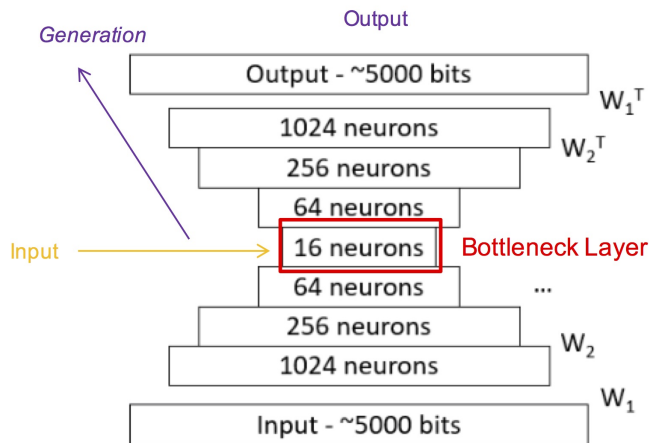 Output
Generation
Output - ~5000 bits
W₁ᵀ
1024 neurons
W₂ᵀ
256 neurons
64 neurons
Input
16 neurons
Bottleneck Layer
64 neurons
...
256 neurons
W₂
1024 neurons
W₁
Input - ~5000 bits